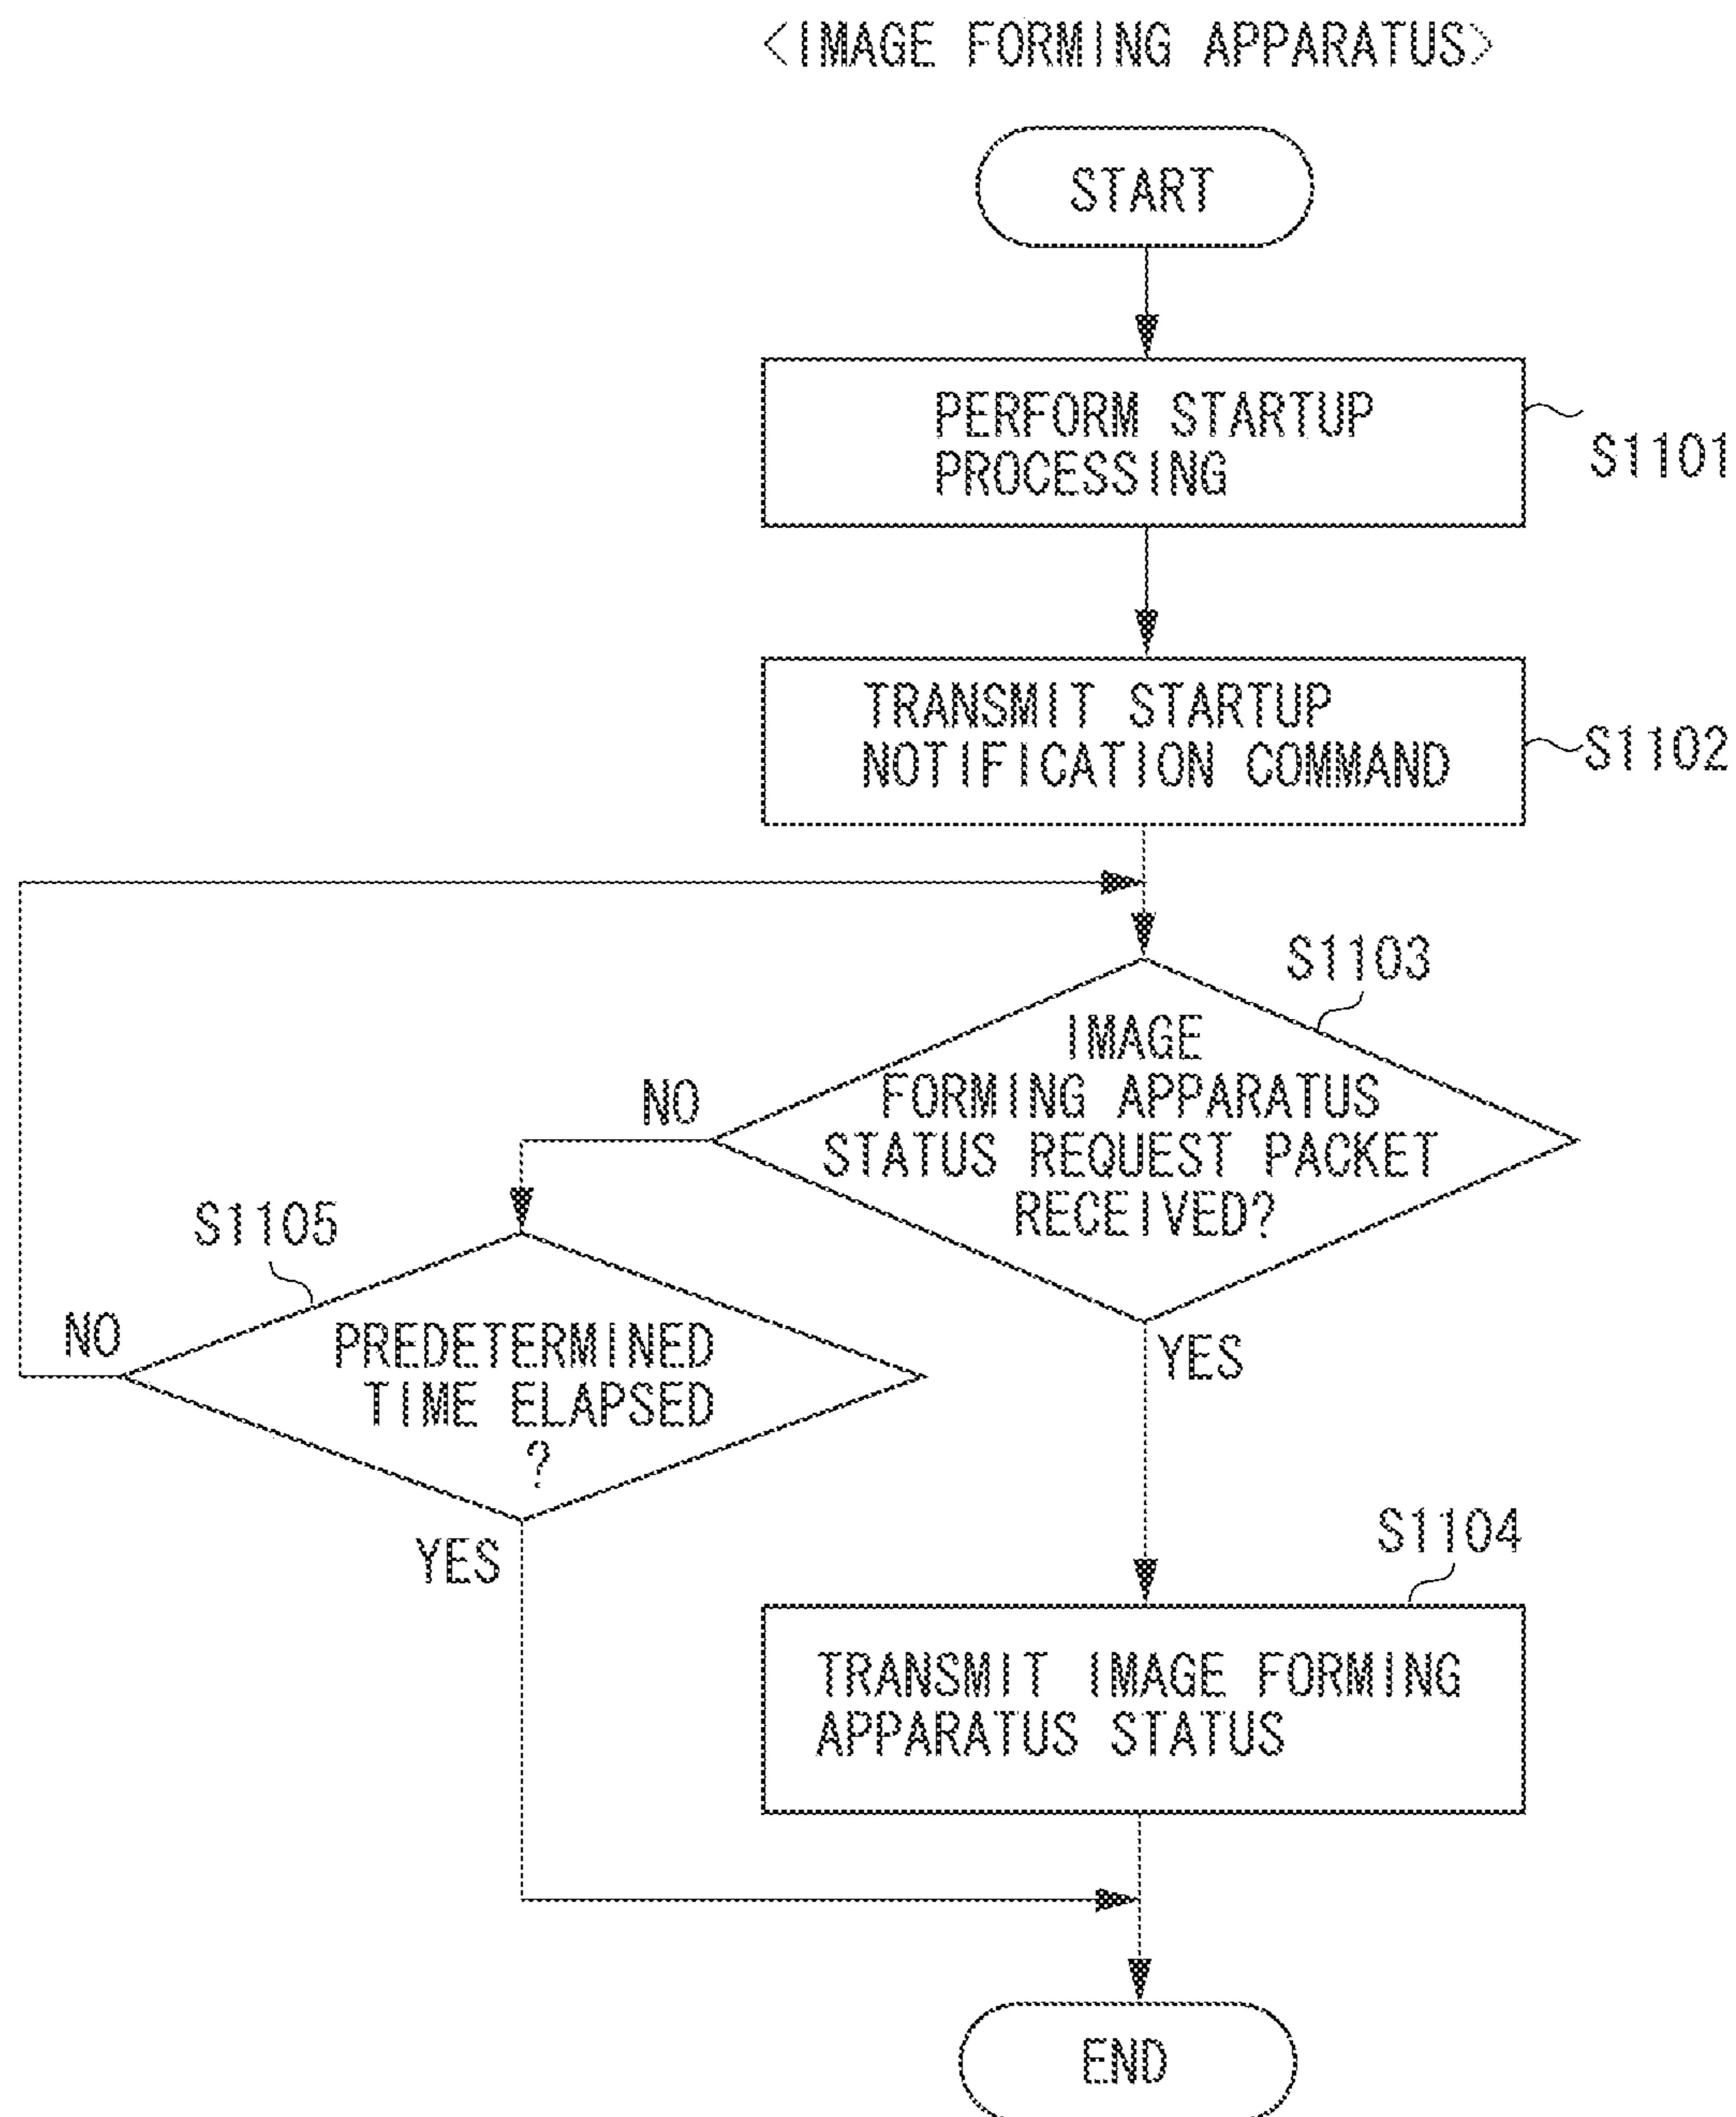 <IMAGE FORMING APPARATUS>
START
PERFORM STARTUP
PROCESSING
S1101
TRANSMIT STARTUP
NOTIFICATION COMMAND
S1102
S1103
IMAGE
FORMING APPARATUS
STATUS REQUEST PACKET
RECEIVED?
NO
YES
S1105
PREDETERMINED
TIME ELAPSED
?
NO
YES
S1104
TRANSMIT IMAGE FORMING
APPARATUS STATUS
END